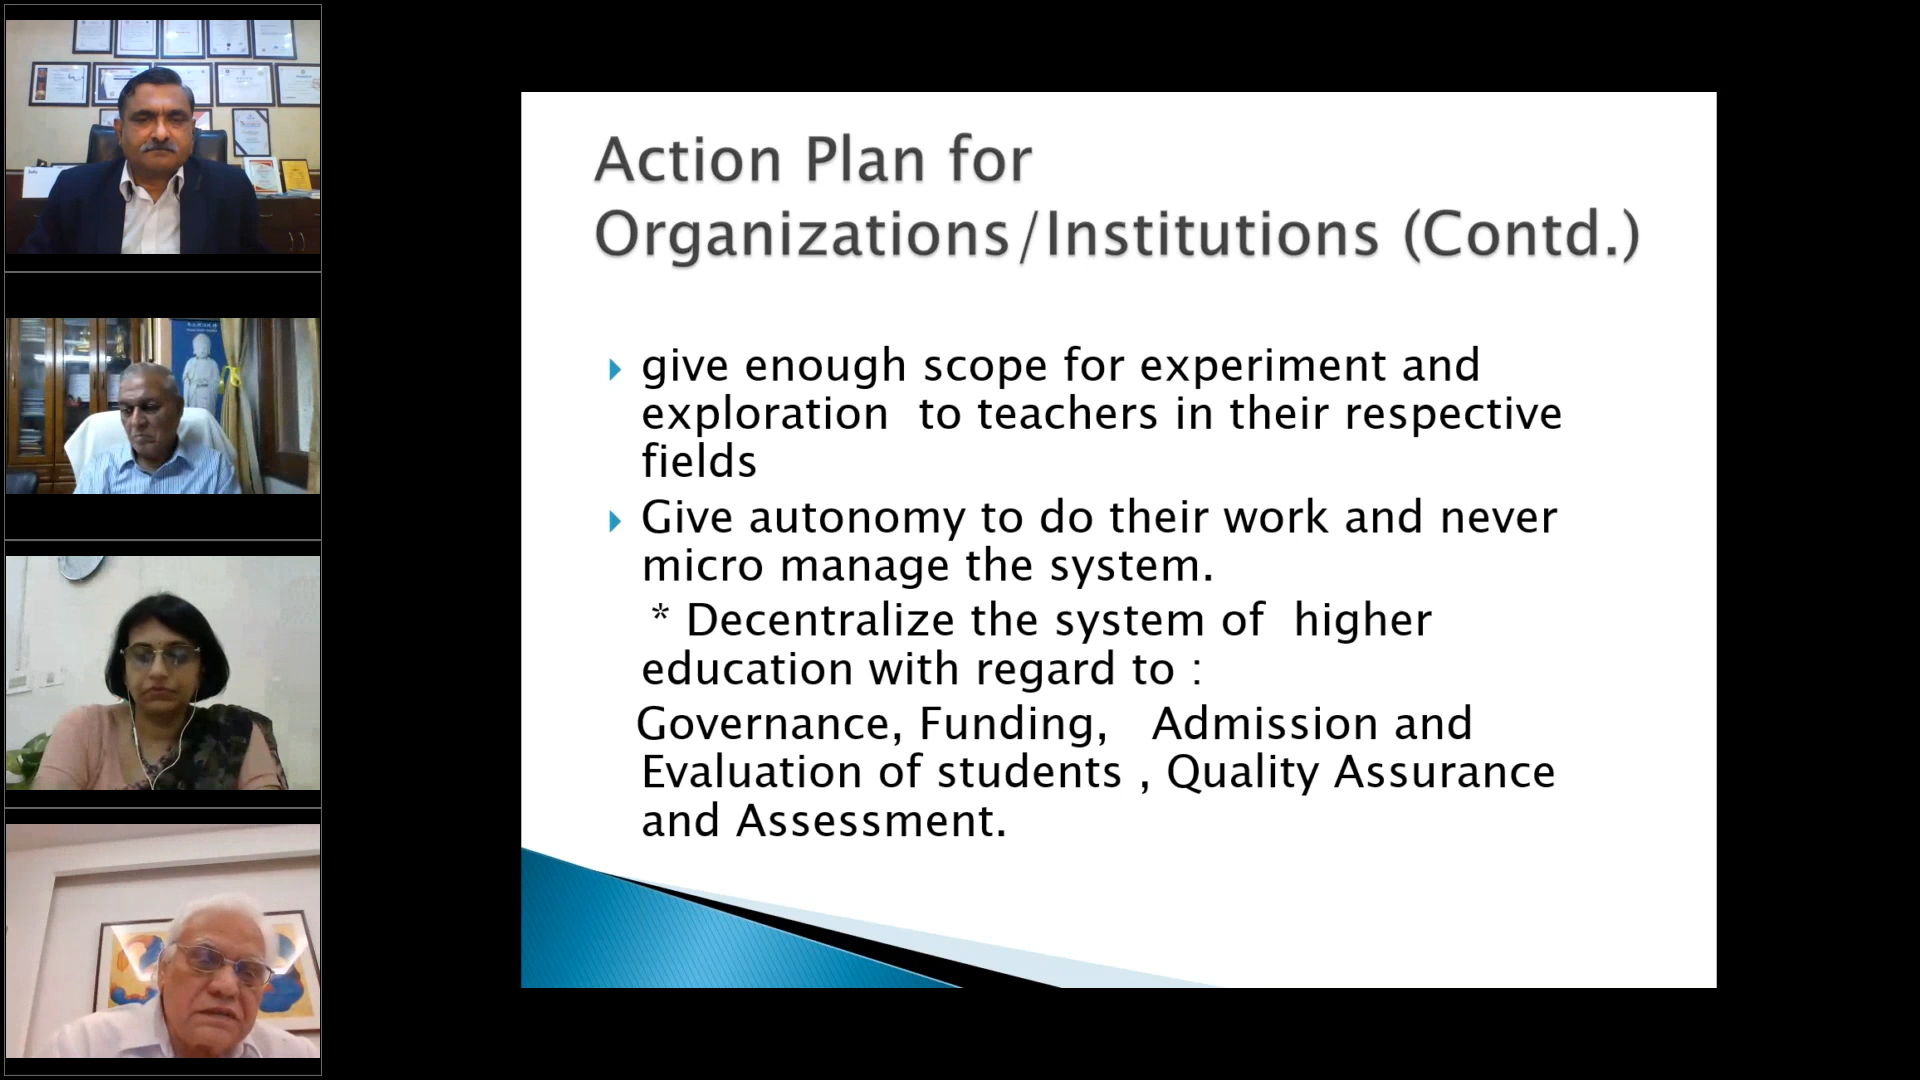 Action Plan for
Organizations/Institutions (Contd.)
give enough scope for experiment and
exploration  to teachers in their respective
fields
Give autonomy to do their work and never
micro manage the system.
* Decentralize the system of  higher
education with regard to :
Governance, Funding,   Admission and
Evaluation of students , Quality Assurance
and Assessment.